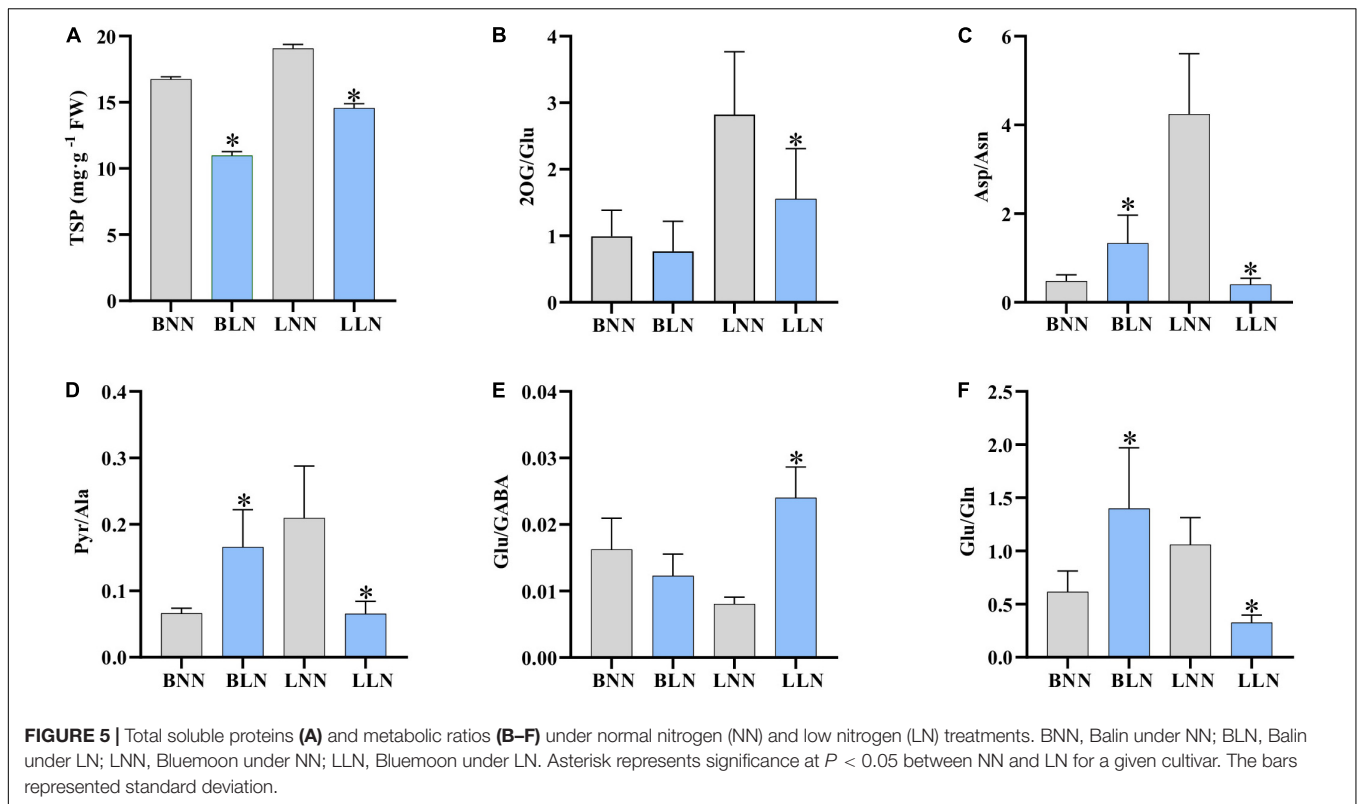 A
B
C
TSP (mg·g ⁻¹ FW)
20
15
10
5
0
BNN BLN LNN LLN
*
*
2OG/Glu
4
3
2
1
0
BNN BLN LNN LLN
*
Asp/Asn
6
4
2
0
BNN BLN LNN LLN
*
*
D
E
F
Pyr/Ala
0.4
0.3
0.2
0.1
0.0
BNN BLN LNN LLN
*
*
Glu/GABA
0.04
0.03
0.02
0.01
0.00
BNN BLN LNN LLN
*
Glu/Gln
2.5
2.0
1.5
1.0
0.5
0.0
BNN BLN LNN LLN
*
*
FIGURE 5 | Total soluble proteins (A) and metabolic ratios (B–F) under normal nitrogen (NN) and low nitrogen (LN) treatments. BNN, Balin under NN; BLN, Balin
under LN; LNN, Bluemoon under NN; LLN, Bluemoon under LN. Asterisk represents significance at P < 0.05 between NN and LN for a given cultivar. The bars
represented standard deviation.